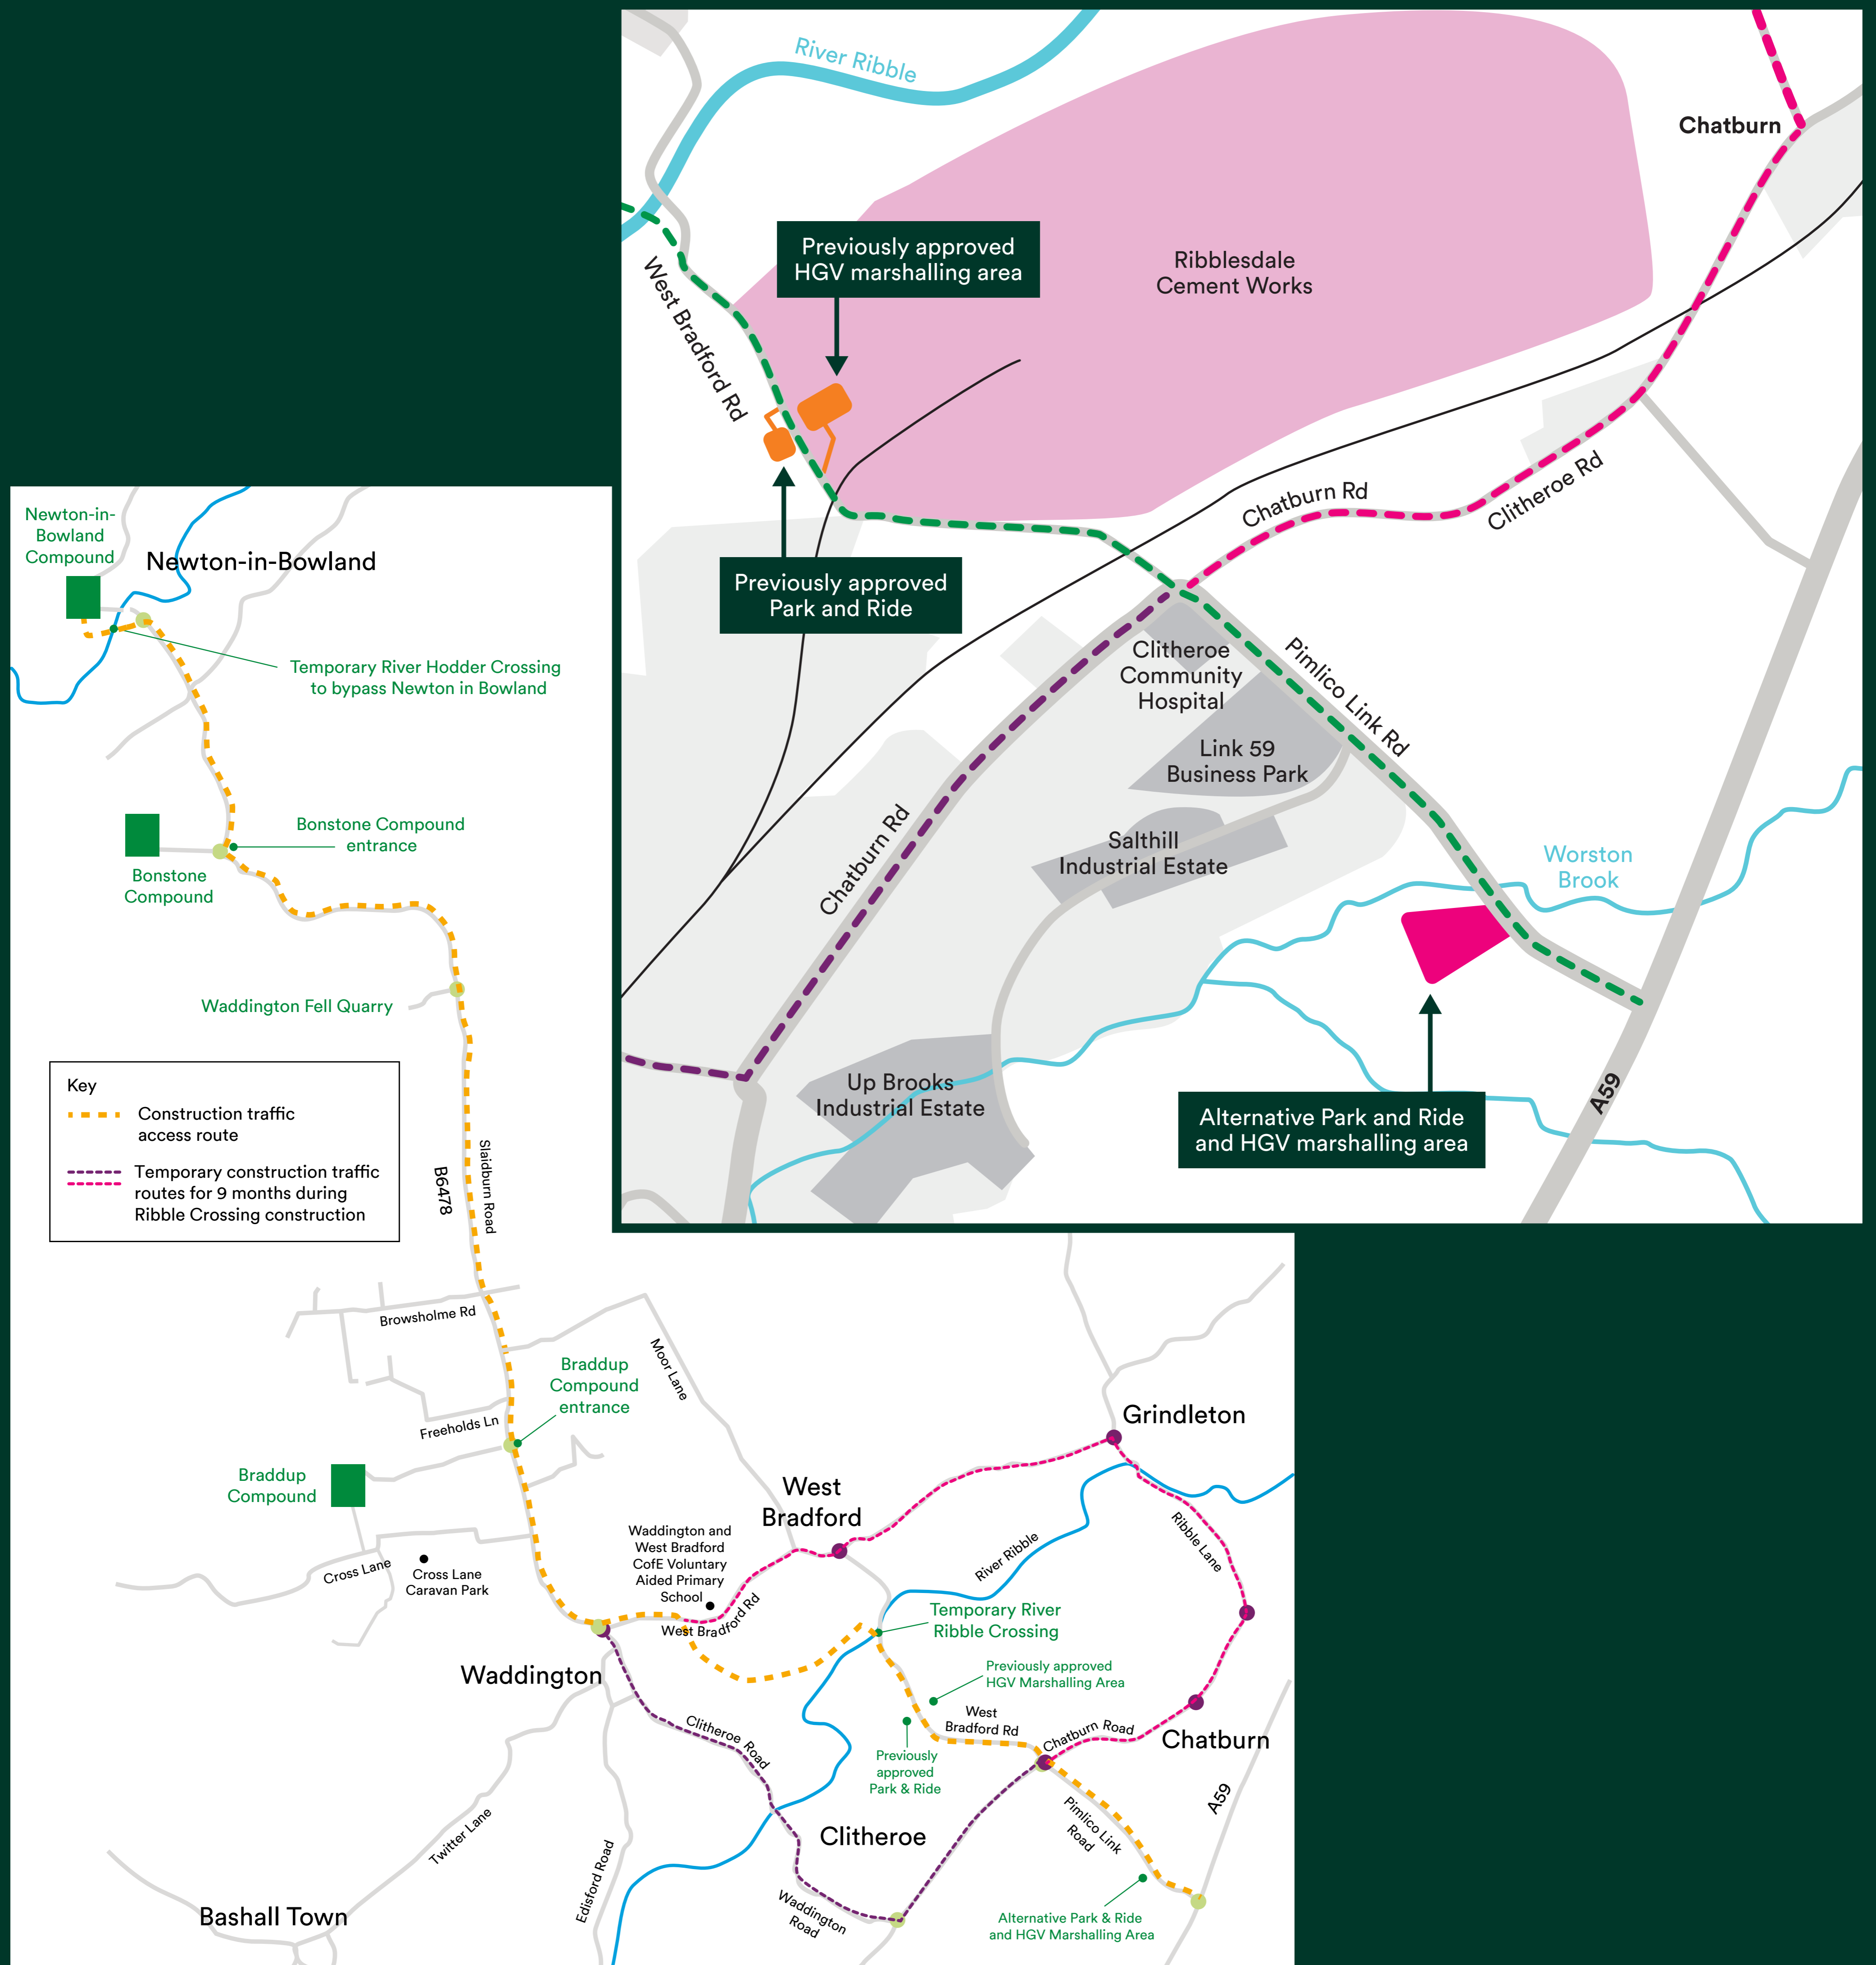 River Ribble
Chatburn
Previously approved
HGV marshalling area
Ribblesdale
Cement Works
West Bradford Rd
Chatburn Rd
Clitheroe Rd
Previously approved
Park and Ride
Clitheroe
Community
Hospital
Pimlico Link Rd
Link 59
Business Park
Chatburn Rd
Salthill
Industrial Estate
Worston
Brook
Up Brooks
Industrial Estate
A59
Alternative Park and Ride
and HGV marshalling area
Newton-in-
Bowland
Compound
Newton-in-Bowland
Temporary River Hodder Crossing
to bypass Newton in Bowland
Bonstone Compound
entrance
Bonstone
Compound
Waddington Fell Quarry
Key
Construction traffic
access route
Temporary construction traffic
routes for 9 months during
Ribble Crossing construction
B6478
Slaidburn Road
Browsholme Rd
Moor Lane
Braddup
Compound
entrance
Freeholds Ln
Braddup
Compound
Grindleton
West
Bradford
Waddington and
West Bradford
CofE Voluntary
Aided Primary
School
River Ribble
Ribble Lane
Cross Lane
Cross Lane
Caravan Park
West Bradford Rd
Temporary River
Ribble Crossing
Waddington
Previously approved
HGV Marshalling Area
West
Bradford Rd
Chatburn Road
Chatburn
Clitheroe Road
Previously
approved
Park & Ride
A59
Pimlico Link
Road
Clitheroe
Twitter Lane
Edisford Road
Waddington
Road
Bashall Town
Alternative Park & Ride
and HGV Marshalling Area